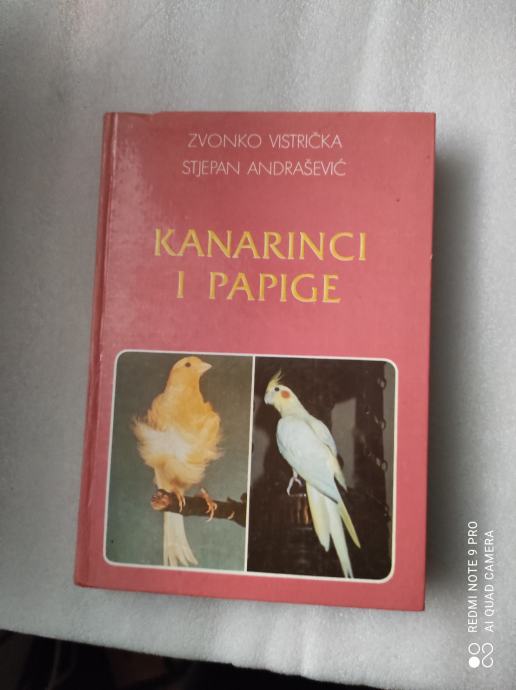 ZVONKO VISTRIČKA
STJEPAN ANDRAŠEVIĆ
KANARINCI
I PAPIGE
REDMI NOTE 9 PRO
AI QUAD CAMERA